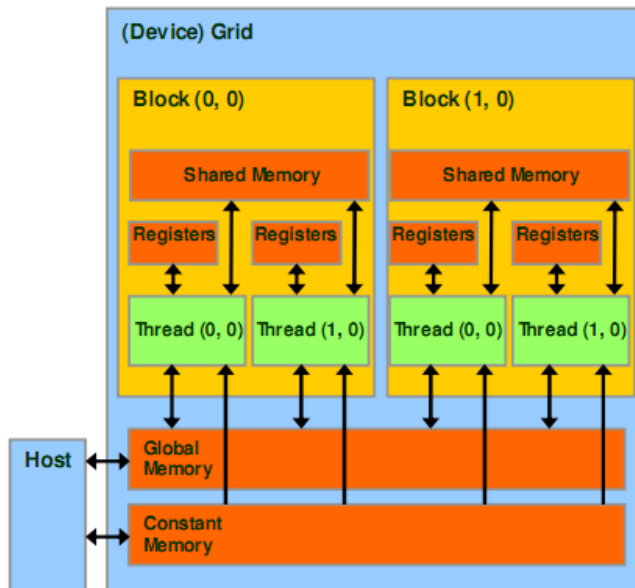 (Device) Grid
Block (0, 0)
Block (1, 0)
Shared Memory
Shared Memory
Registers
Registers
Registers
Registers
Thread (0, 0)
Thread (1, 0)
Thread (0, 0)
Thread (1, 0)
Host
Global
Memory
Constant
Memory